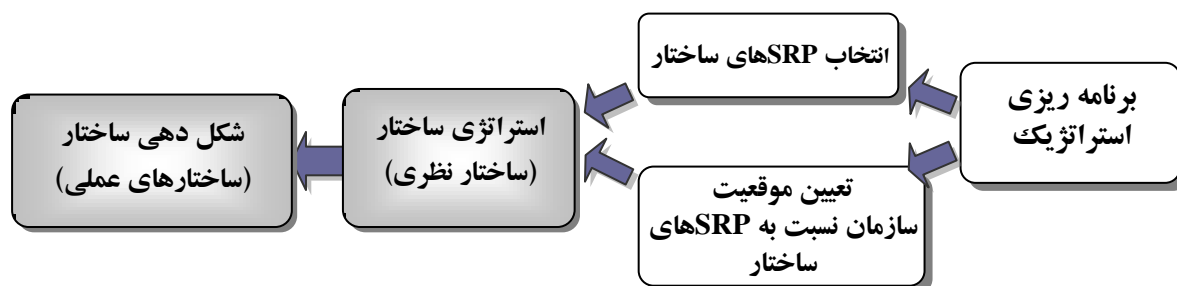 برنامه ریزی
استراتژیک
انتخاب SRPهای ساختار
تعیین موقعیت
سازمان نسبت به SRPهای
ساختار
استراتژی ساختار
(ساختار نظری)
شکل دهی ساختار
(ساختارهای عملی)